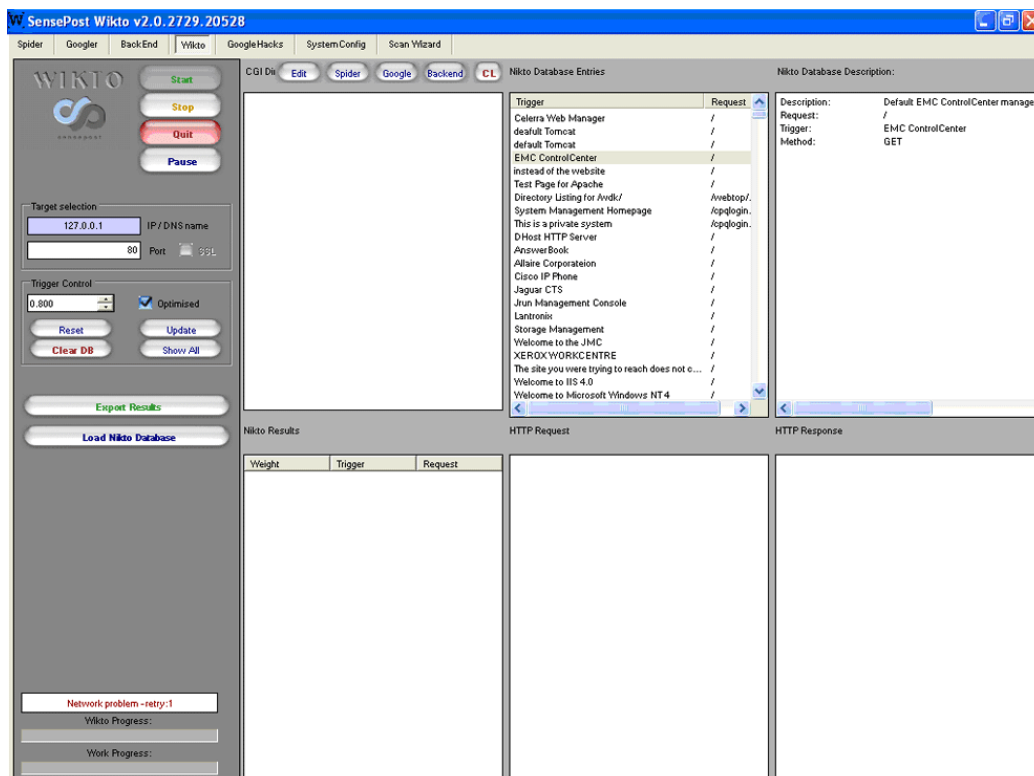 SensePost Wikto v2.0.2729.20528
Spider Googler BackEnd Wikto GoogleHacks SystemConfig Scan Wizard
WIKTO
sensepost
Start
Stop
Quit
Pause
Target selection
127.0.0.1 IP/DNS name
80 Port SSL
Trigger Control
0.800 Optimised
Reset Update
Clear DB Show All
Export Results
Load Nikto Database
Network problem -retry:1
Wikto Progress:
Work Progress:
CGI Dir Edit Spider Google Backend CL
Nikto Database Entries
Trigger Request
Celerra Web Manager /
deafult Tomcat /
default Tomcat /
EMC ControlCenter /
instead of the website /
Test Page for Apache /
Directory Listing for /vdk/ /webtop/.
System Management Homepage /cpqlogin.
This is a private system /cpqlogin.
DHost HTTP Server /
AnswerBook /
Allaire Corporateion /
Cisco IP Phone /
Jaguar CTS /
Jrun Management Console /
Lantronix /
Storage Management /
Welcome to the JMC /
XEROX WORKCENTRE /
The site you were trying to reach does not c... /
Welcome to IIS 4.0 /
Welcome to Microsoft Windows NT 4 /
Nikto Database Description:
Description: Default EMC ControlCenter manage
Request: /
Trigger: EMC ControlCenter
Method: GET
Nikto Results
Weight Trigger Request
HTTP Request
HTTP Response